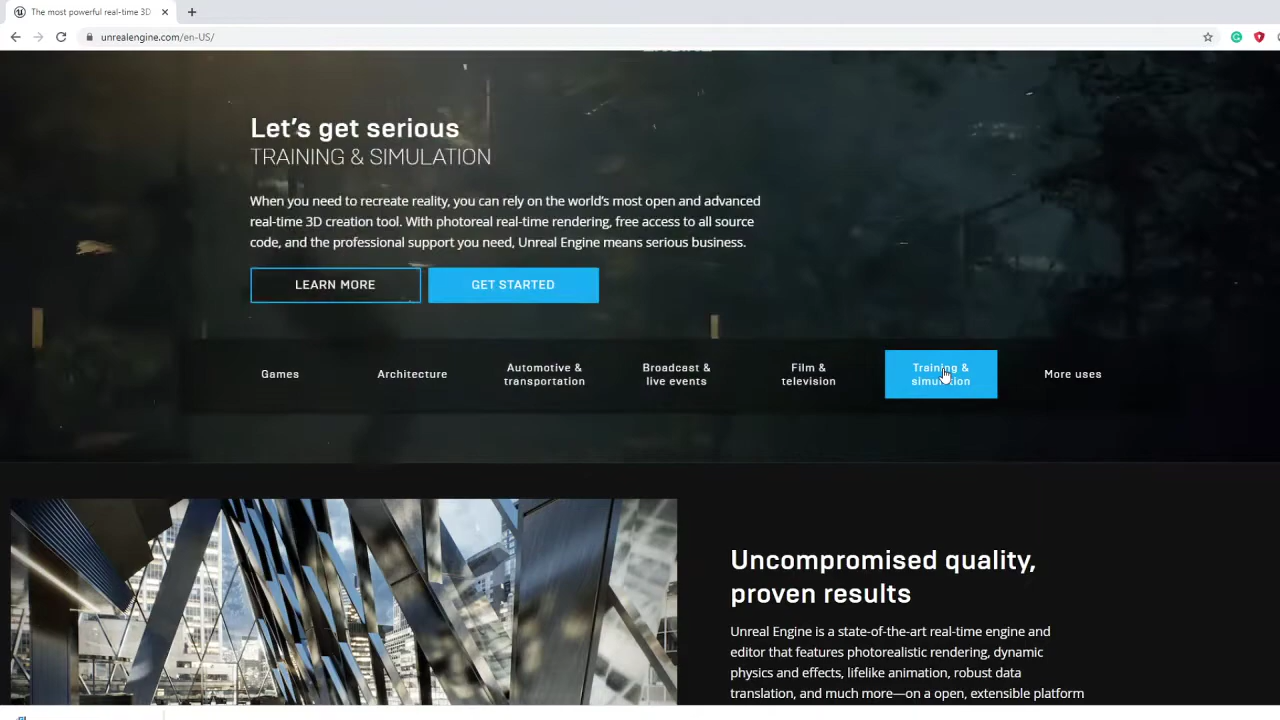 The most powerful real-time 3D
unrealengine.com/en-US/
Let's get serious
TRAINING & SIMULATION
When you need to recreate reality, you can rely on the world's most open and advanced
real-time 3D creation tool. With photoreal real-time rendering, free access to all source
code, and the professional support you need, Unreal Engine means serious business.
LEARN MORE
GET STARTED
Games
Architecture
Automotive &
transportation
Broadcast &
live events
Film &
television
Training &
simulation
More uses
Uncompromised quality,
proven results
Unreal Engine is a state-of-the-art real-time engine and
editor that features photorealistic rendering, dynamic
physics and effects, lifelike animation, robust data
translation, and much more—on a open, extensible platform